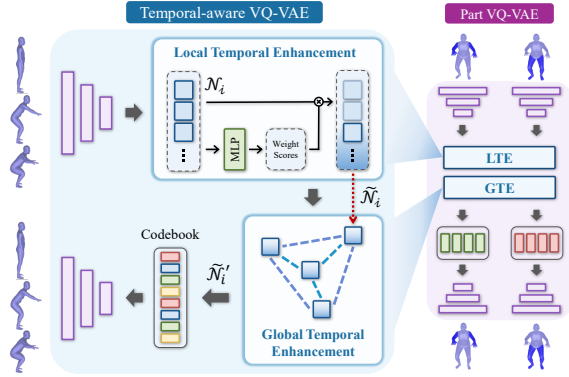 Temporal-aware VQ-VAE
Part VQ-VAE
Local Temporal Enhancement
𝒩ᵢ
MLP
Weight
Scores
LTE
GTE
Ñᵢ
Codebook
Ñᵢ′
Global Temporal
Enhancement